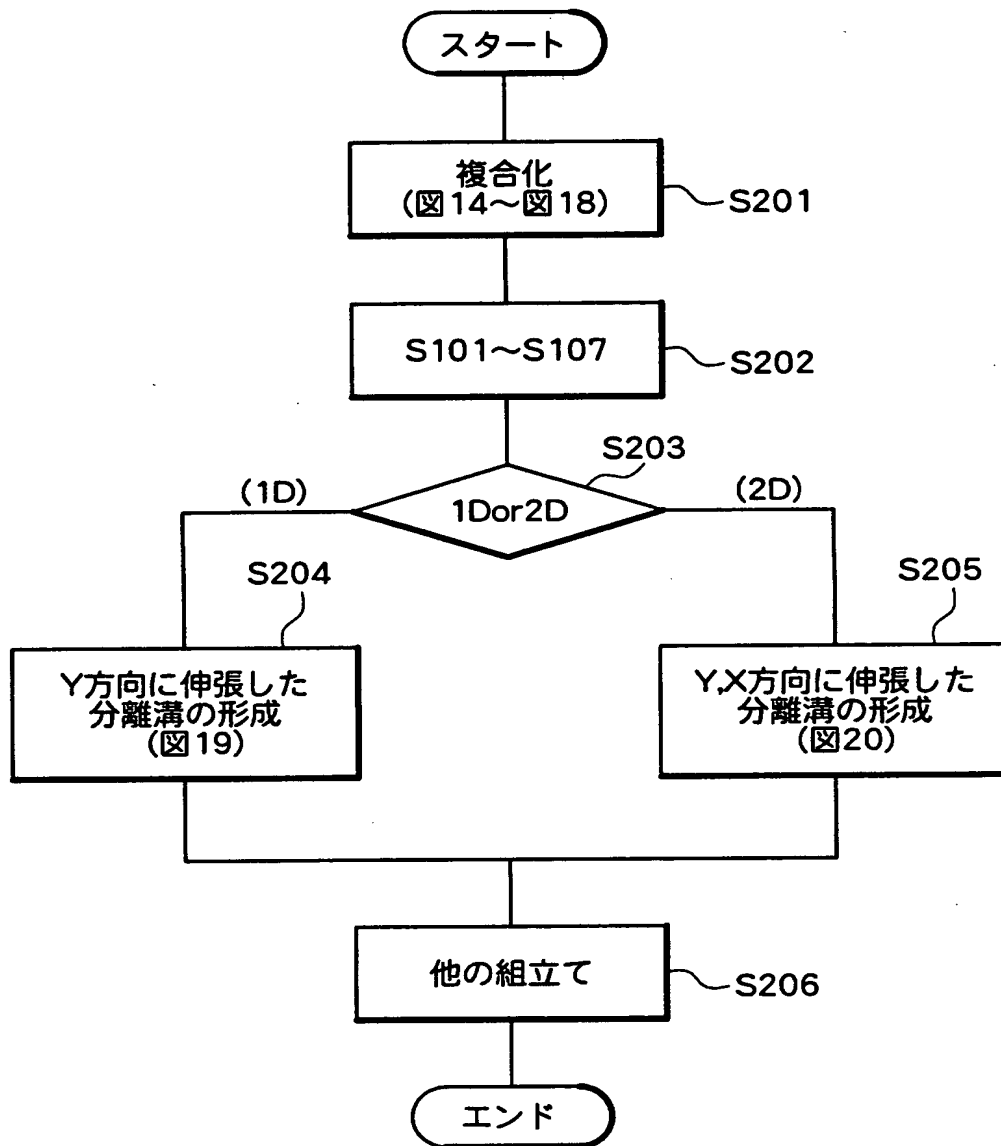 スタート
複合化
(図14~図18)
S201
S101~S107
S202
S203
(1D)
1Dor2D
(2D)
S204
S205
Y方向に伸張した
分離溝の形成
(図19)
Y,X方向に伸張した
分離溝の形成
(図20)
他の組立て
S206
エンド